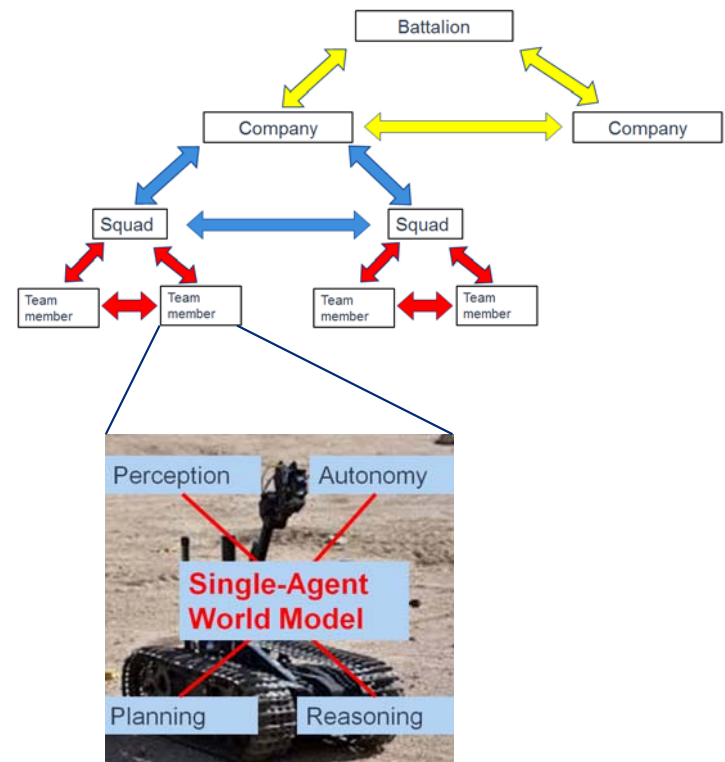 Battalion
Company
Company
Squad
Squad
Team
member
Team
member
Team
member
Team
member
Perception
Autonomy
Single-Agent
World Model
Planning
Reasoning